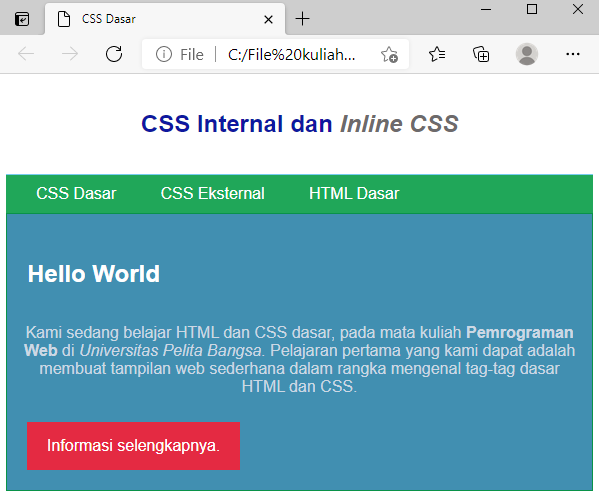 CSS Dasar
File
C:/File%20kuliah...
CSS Internal dan Inline CSS
CSS Dasar CSS Eksternal HTML Dasar
Hello World
Kami sedang belajar HTML dan CSS dasar, pada mata kuliah Pemrograman
Web di Universitas Pelita Bangsa. Pelajaran pertama yang kami dapat adalah
membuat tampilan web sederhana dalam rangka mengenal tag-tag dasar
HTML dan CSS.
Informasi selengkapnya.